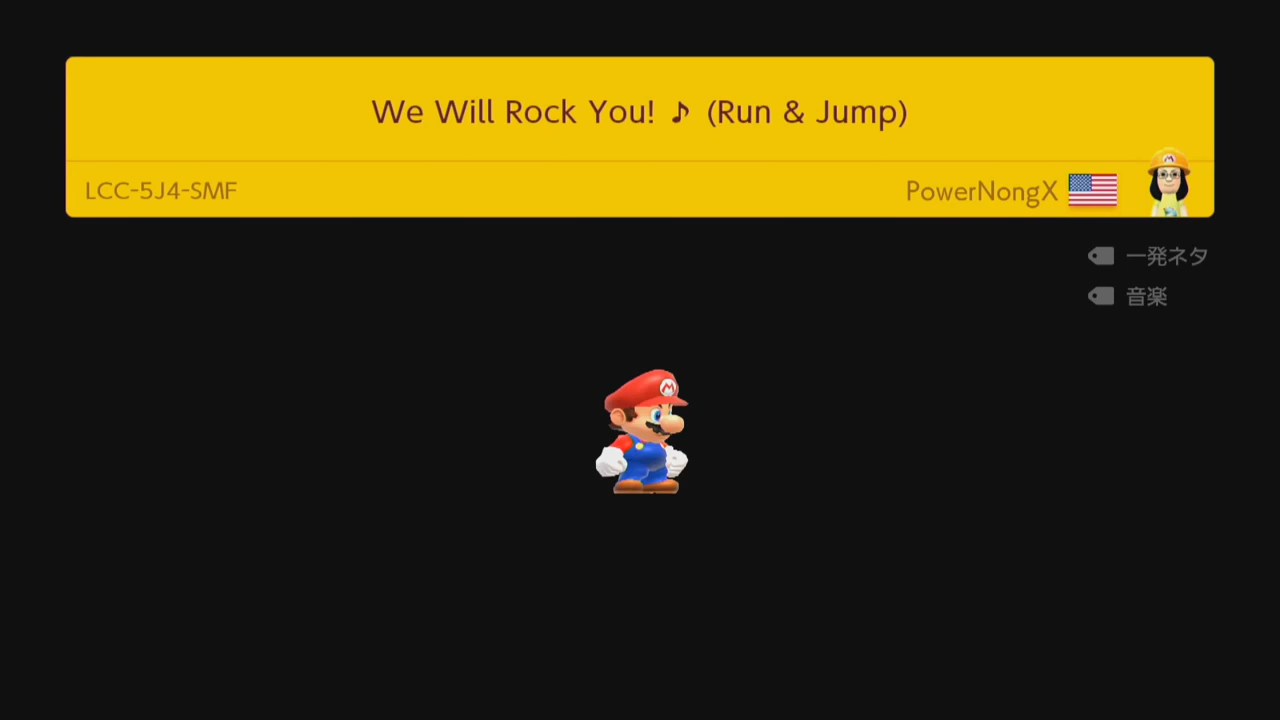 We Will Rock You! ♪ (Run & Jump)
LCC-5J4-SMF
PowerNongX
一発ネタ
音楽